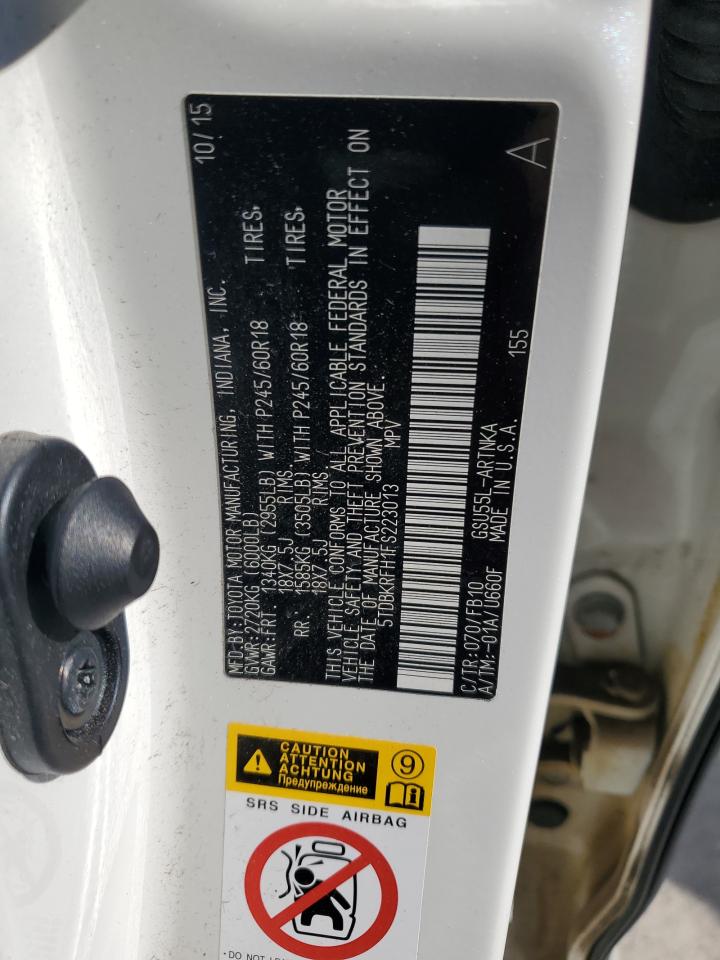 MFD.BY:TOYOTA MOTOR MANUFACTURING, INDIANA, INC. 10/15
GVWR:2720KG (6000LB)
GAWR:FRT. 1340KG (2955LB) WITH P245/60R18 TIRES,
18X7.5J RIMS.
RR. 1585KG (3505LB) WITH P245/60R18 TIRES,
18X7.5J RIMS.
THIS VEHICLE CONFORMS TO ALL APPLICABLE FEDERAL MOTOR
VEHICLE SAFETY AND THEFT PREVENTION STANDARDS IN EFFECT ON
THE DATE OF MANUFACTURE SHOWN ABOVE.
5TDBKRFH1FS223013 MPV
C/TR:070/FB10 GSU55L-ARTNKA
A/TM:-01A/U660F MADE IN U.S.A. 155
A
CAUTION
ATTENTION
ACHTUNG
Предупреждение
9
SRS SIDE AIRBAG